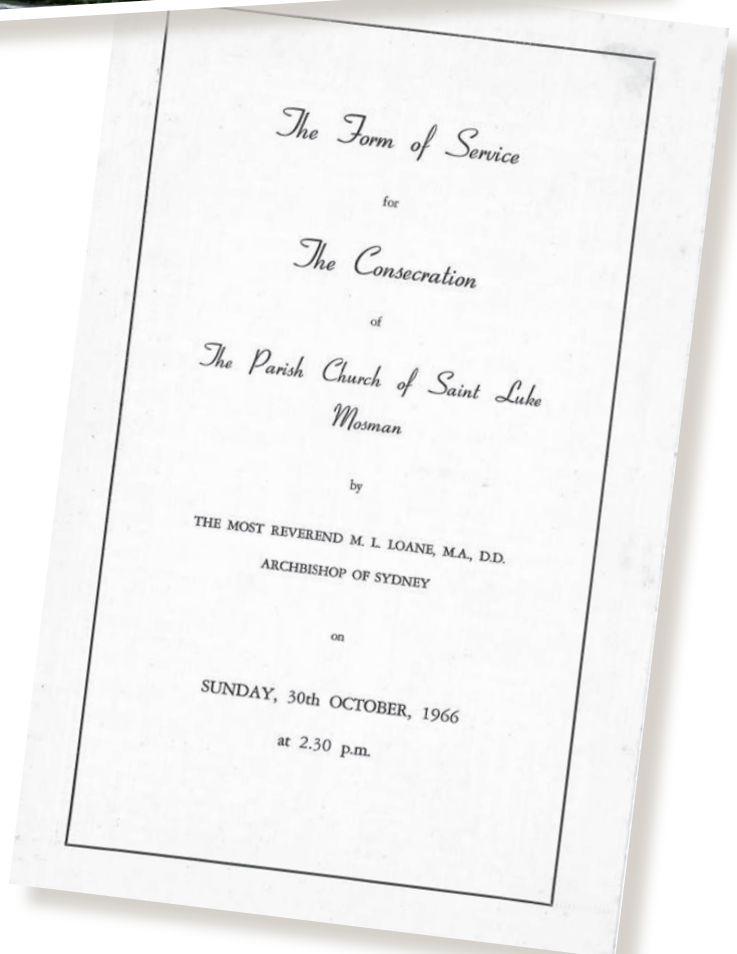 The Form of Service
for
The Consecration
of
The Parish Church of Saint Luke
Mosman
by
THE MOST REVEREND M. L. LOANE, M.A., D.D.
ARCHBISHOP OF SYDNEY
on
SUNDAY, 30th OCTOBER, 1966
at 2.30 p.m.